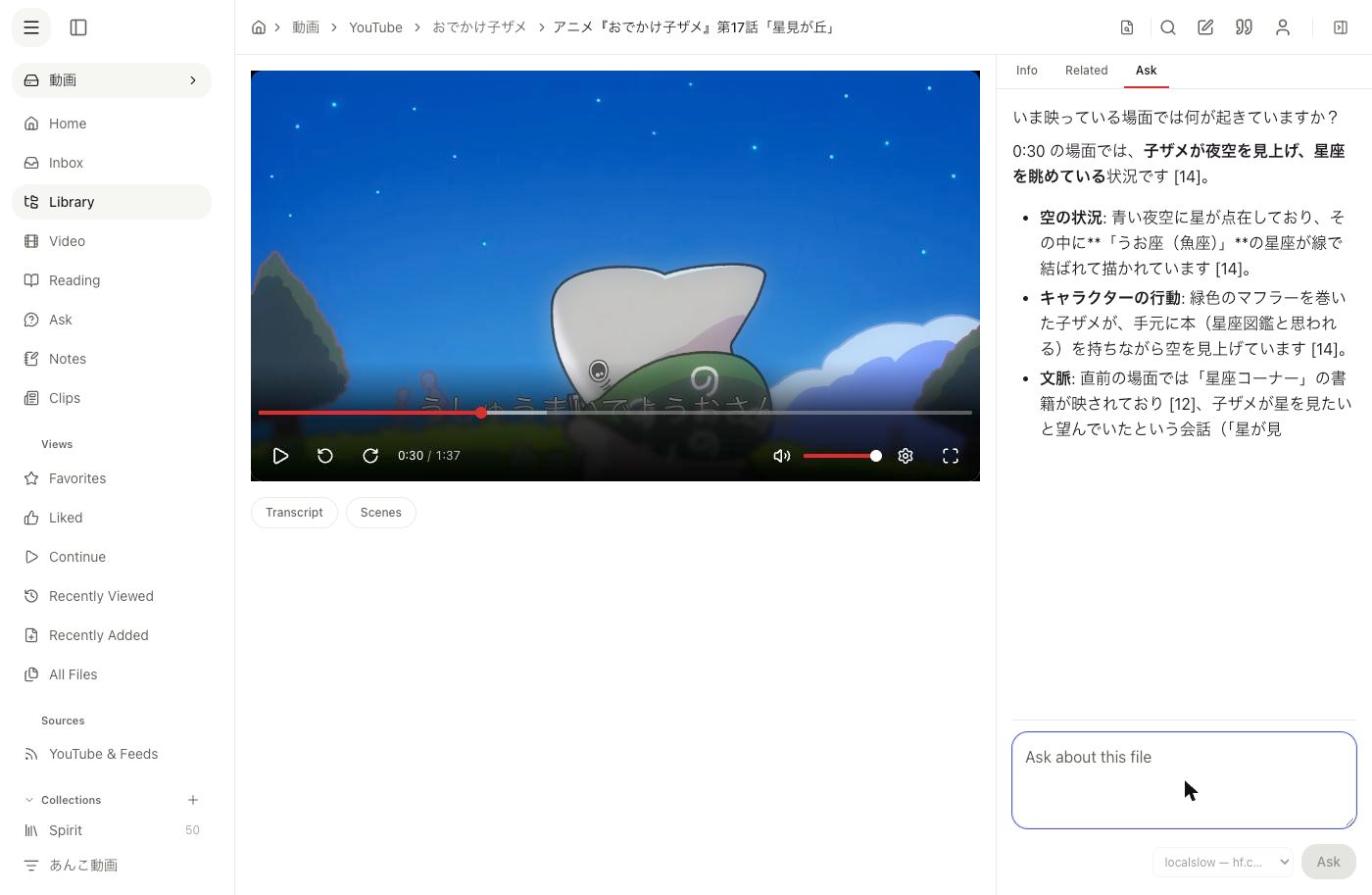 動画 YouTube おでかけ子ザメ アニメ『おでかけ子ザメ』第17話「星見が丘」
動画
Home
Inbox
Library
Video
Reading
Ask
Notes
Clips
Views
Favorites
Liked
Continue
Recently Viewed
Recently Added
All Files
Sources
YouTube & Feeds
Collections
Spirit 50
あんこ動画
0:30 / 1:37
Transcript
Scenes
Info
Related
Ask
いま映っている場面では何が起きていますか？
0:30 の場面では、子ザメが夜空を見上げ、星座
を眺めている状況です [14]。
空の状況: 青い夜空に星が点在しており、そ
の中に**「うお座（魚座）」**の星座が線で
結ばれて描かれています [14]。
キャラクターの行動: 緑色のマフラーを巻い
た子ザメが、手元に本（星座図鑑と思われ
る）を持ちながら空を見上げています [14]。
文脈: 直前の場面では「星座コーナー」の書
籍が映されており [12]、子ザメが星を見たい
と望んでいたという会話（「星が見
Ask about this file
localslow — hf.c...
Ask